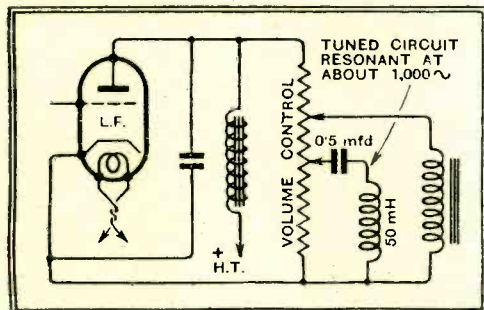 TUNED CIRCUIT
RESONANT AT
ABOUT 1,000~
L.F.
VOLUME CONTROL
0·5 mfd
50 mH
+
H.T.